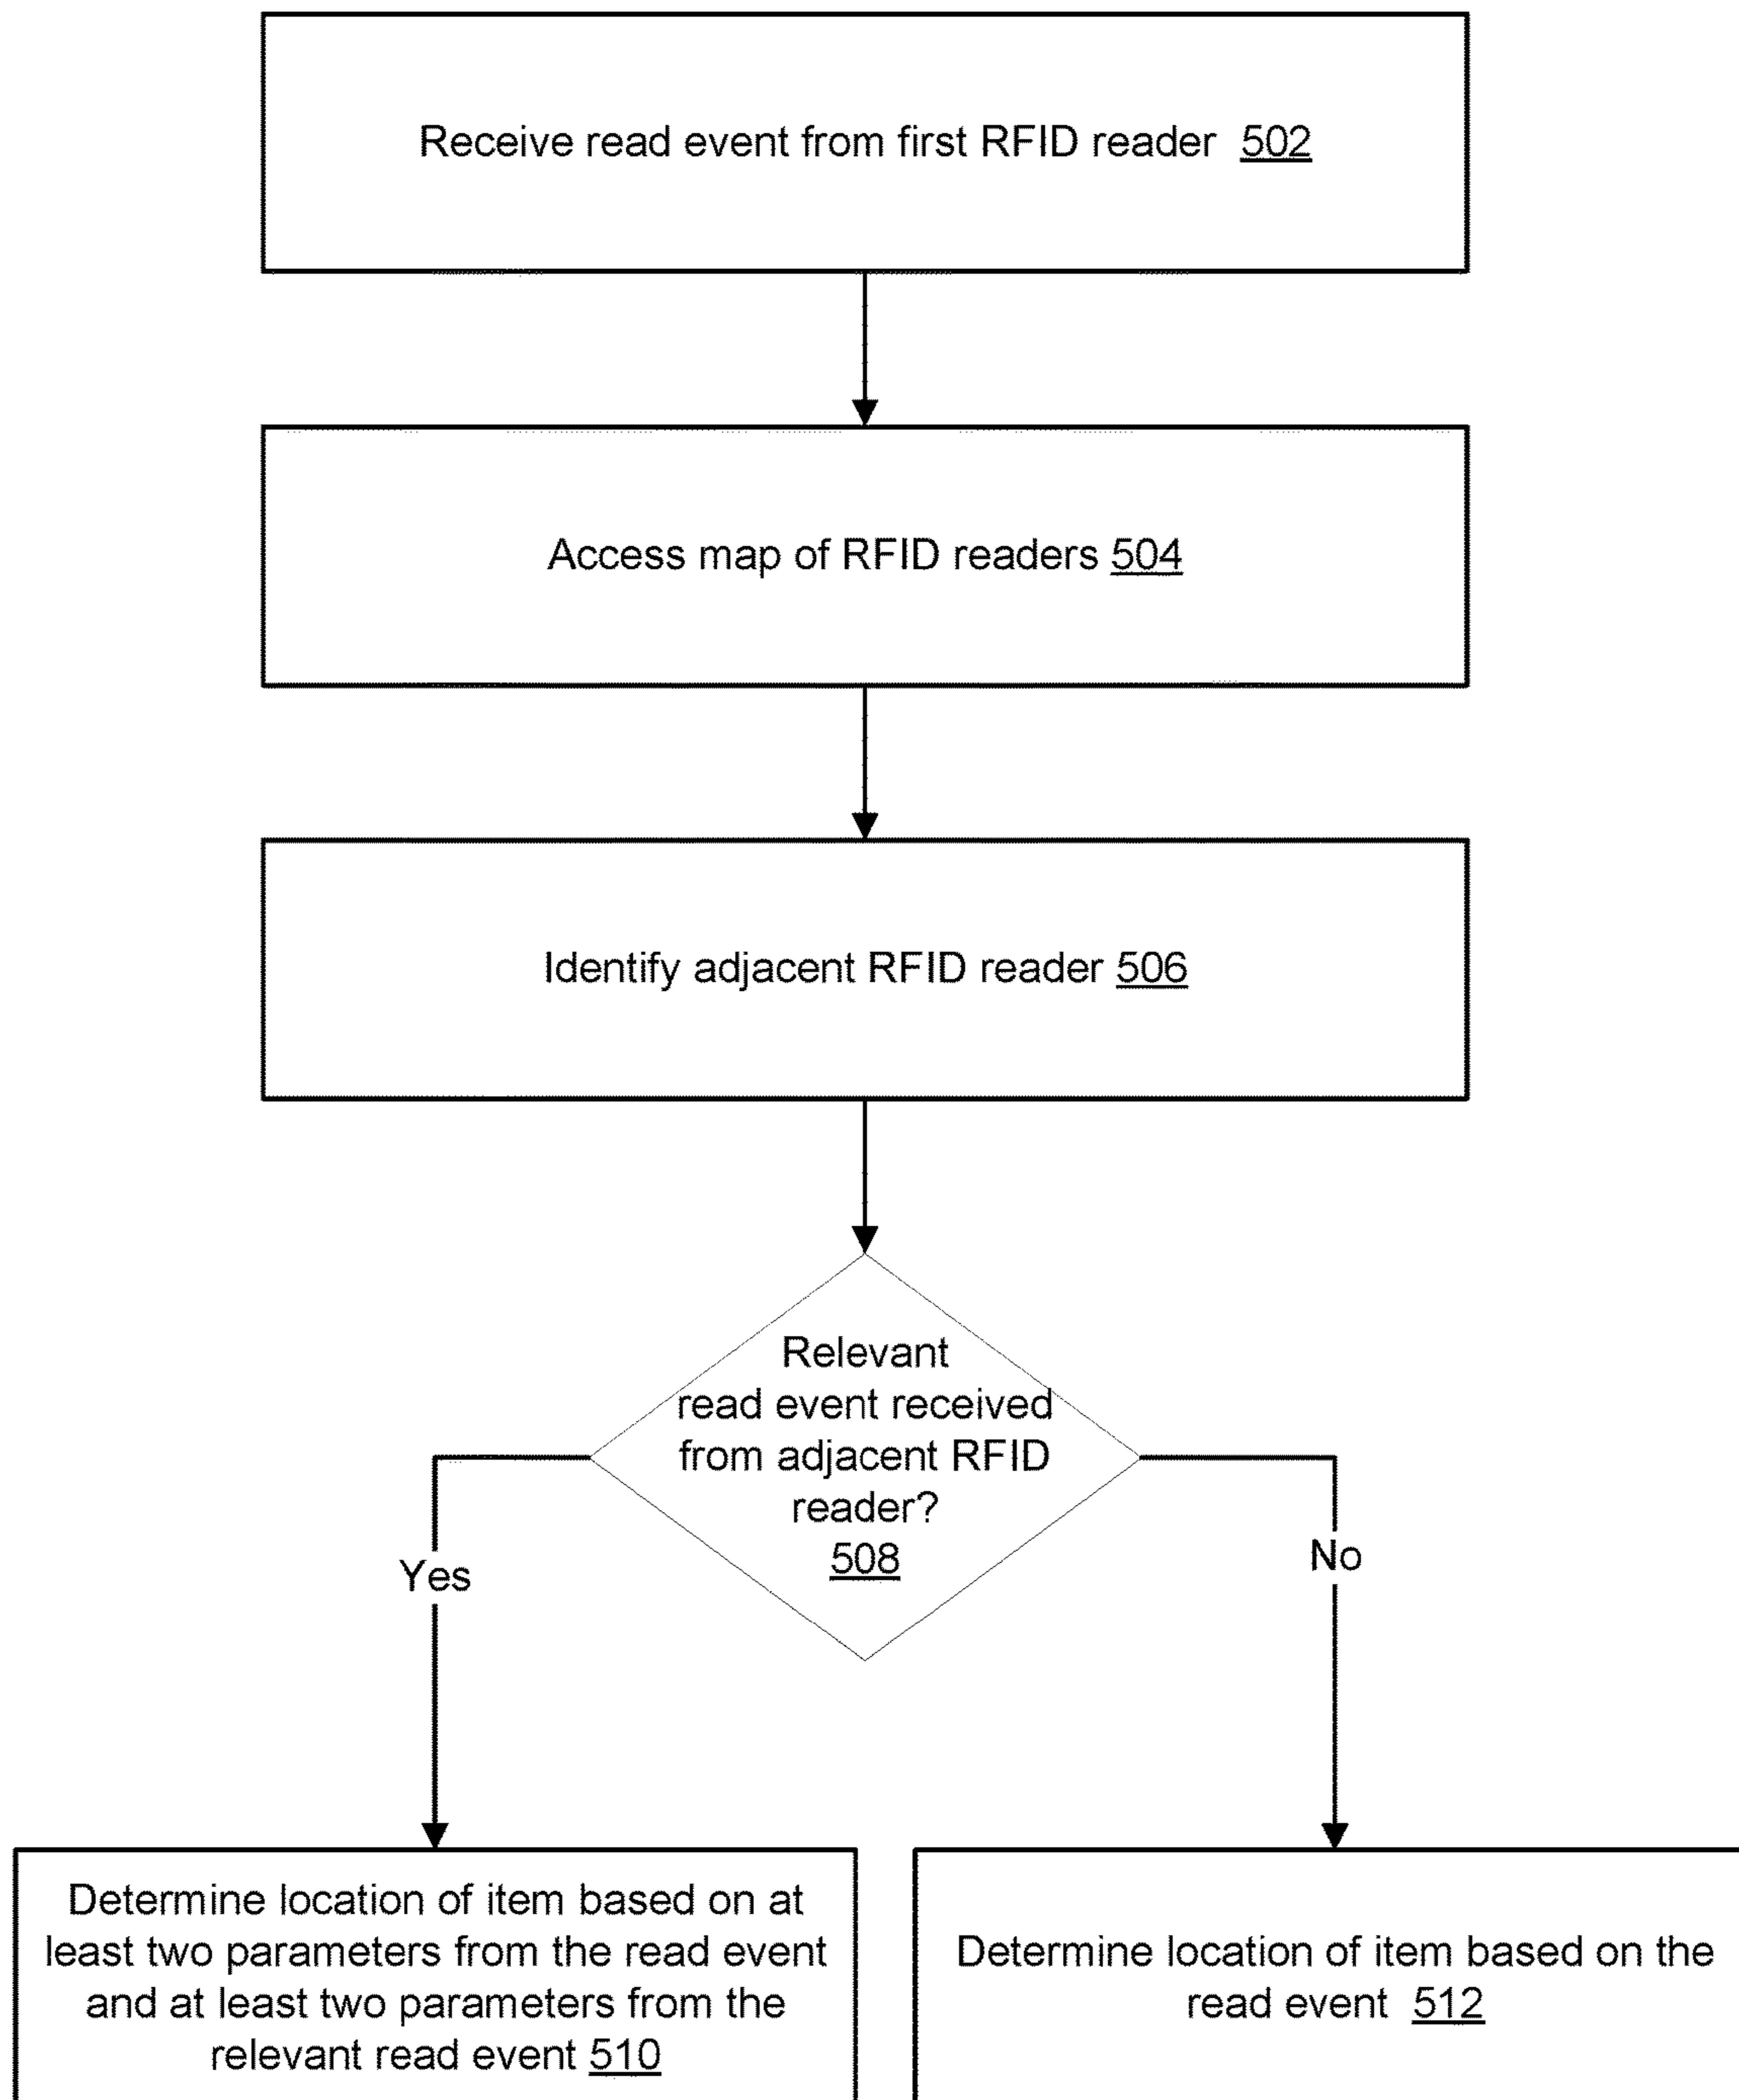 Receive read event from first RFID reader 502
Access map of RFID readers 504
Identify adjacent RFID reader 506
Relevant
read event received
from adjacent RFID
reader?
508
Yes
No
Determine location of item based on at
least two parameters from the read event
and at least two parameters from the
relevant read event 510
Determine location of item based on the
read event 512